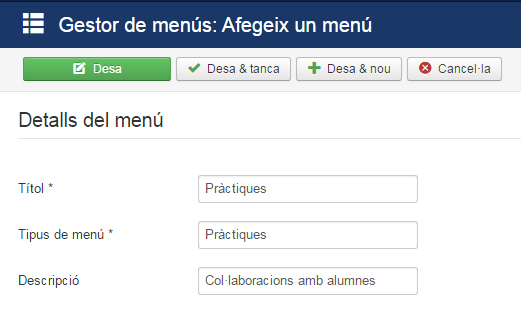 Gestor de menús: Afegeix un menú
Desa Desa & tanca Desa & nou Cancel·la
Detalls del menú
Títol * Pràctiques
Tipus de menú * Pràctiques
Descripció Col·laboracions amb alumnes